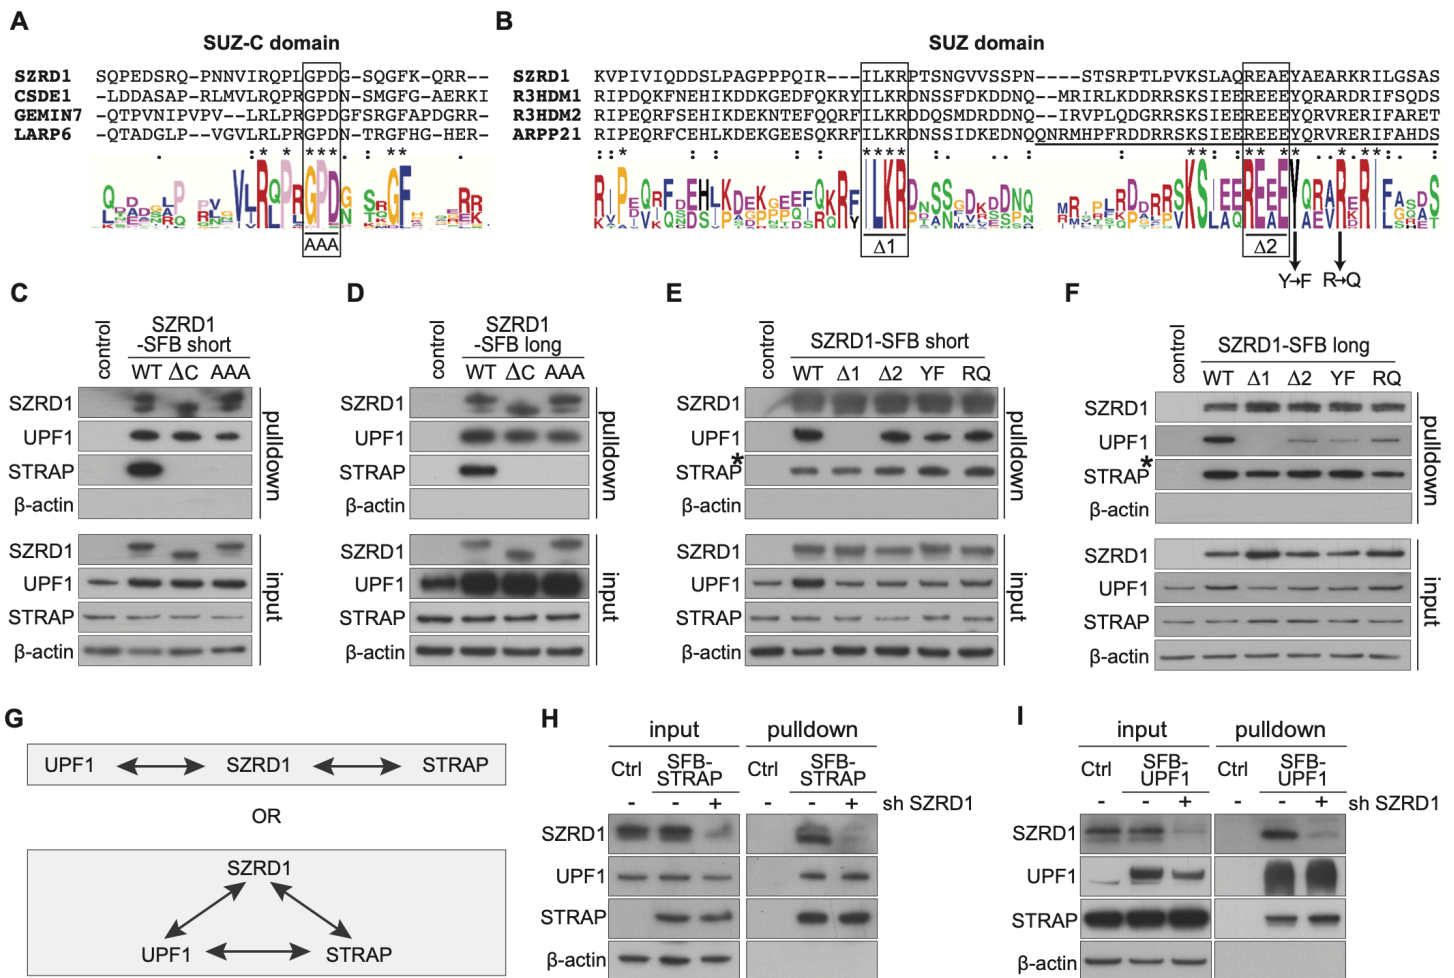 A
SUZ-C domain
SZRD1 SQPEDSRQ-PNNVIRQPLGPDG-SQGFK-QRR--
CSDE1 -LDDASAP-RLMVLRQPRGPDN-SMGFG-AERKI
GEMIN7 -QTPVNIPVPV--LRLPRGPDGFSRGFAPDGRR--
LARP6 -QTADGLP--VGVLRLPRGPDN-TRGFHG-HER--
. : * * ***. : ** .
AAA
B
SUZ domain
SZRD1 KVPIVIQDDSLPAGPPPQIR---ILKRPTSNGVVSSPN----STSRPTLPVKSLAQREAEYAEARKRILGSAS
R3HDM1 RIPDQKFNEHIKDDKGEDFQKRYILKRDNSSTDKDDNQ---MRIRLKDDRRSKSIEEREEEYQRARDRIFSQDS
R3HDM2 RIPEQRFSEHIKDEKNTEFQKRFILKRDDQSMDRDDNQ---IRVPLQDGRRSKSIEEREEEYQRVRERIFARET
ARPP21 RIPEQRFCEHLKDEGEESQKRFILKRDNSSIDKEDNQQNRMHPFRDDRRSKSIEEREEEYQRVRERIFAHDS
Δ1
Δ2
Y→F R→Q
C
control
SZRD1
-SFB short
WT ΔC AAA
SZRD1
UPF1
STRAP
β-actin
pulldown
SZRD1
UPF1
STRAP
β-actin
input
D
control
SZRD1
-SFB long
WT ΔC AAA
SZRD1
UPF1
STRAP
β-actin
pulldown
SZRD1
UPF1
STRAP
β-actin
input
E
control
SZRD1-SFB short
WT Δ1 Δ2 YF RQ
SZRD1
UPF1
*
STRAP
β-actin
pulldown
SZRD1
UPF1
STRAP
β-actin
input
F
control
SZRD1-SFB long
WT Δ1 Δ2 YF RQ
SZRD1
UPF1
*
STRAP
β-actin
pulldown
SZRD1
UPF1
STRAP
β-actin
input
G
UPF1 SZRD1 STRAP
OR
SZRD1
UPF1 STRAP
H
input pulldown
Ctrl SFB-STRAP Ctrl SFB-STRAP
- - + - - + sh SZRD1
SZRD1
UPF1
STRAP
β-actin
I
input pulldown
Ctrl SFB-UPF1 Ctrl SFB-UPF1
- - + - - + sh SZRD1
SZRD1
UPF1
STRAP
β-actin